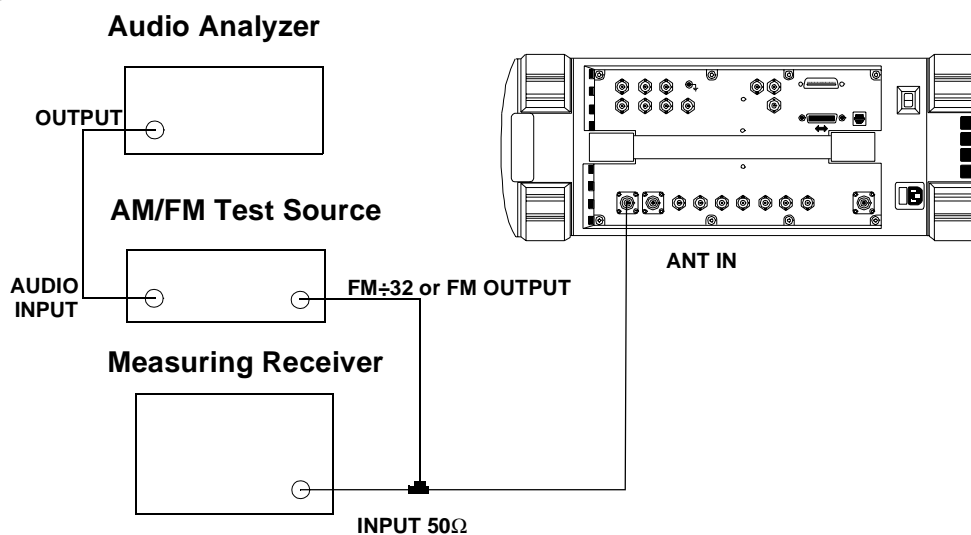 Audio Analyzer
OUTPUT
AM/FM Test Source
ANT IN
AUDIO
INPUT
FM÷32 or FM OUTPUT
Measuring Receiver
INPUT 50Ω